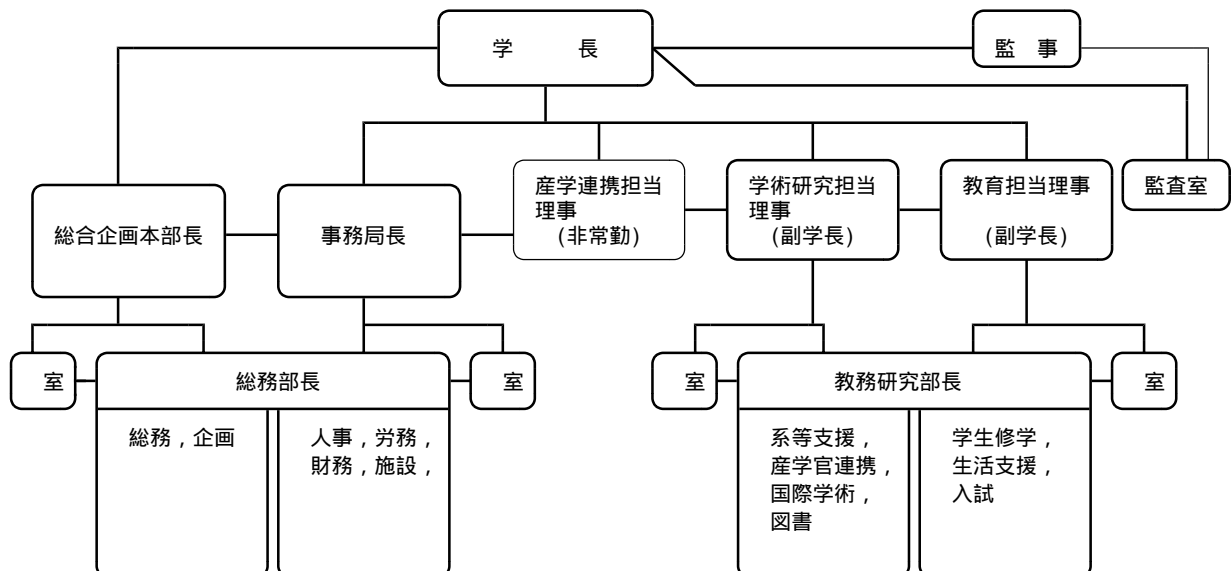 学　　　長
監　事
産学連携担当
理事
（非常勤）
学術研究担当
理事
（副学長）
教育担当理事
（副学長）
監査室
総合企画本部長
事務局長
室
総務部長
室
室
教務研究部長
室
総務，企画
人事，労務，
財務，施設，
系等支援，
産学官連携，
国際学術，
図書
学生修学，
生活支援，
入試